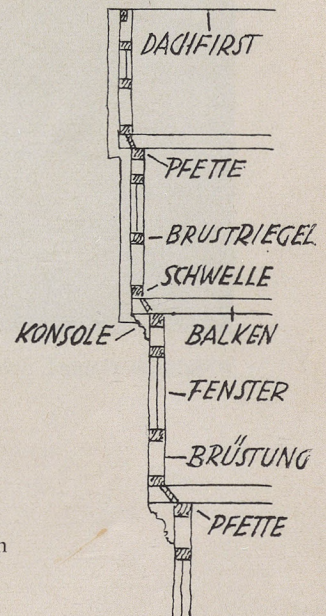 DACHFIRST
PFETTE
BRUSTRIEGEL
SCHWELLE
KONSOLE
BALKEN
FENSTER
BRÜSTUNG
PFETTE
n